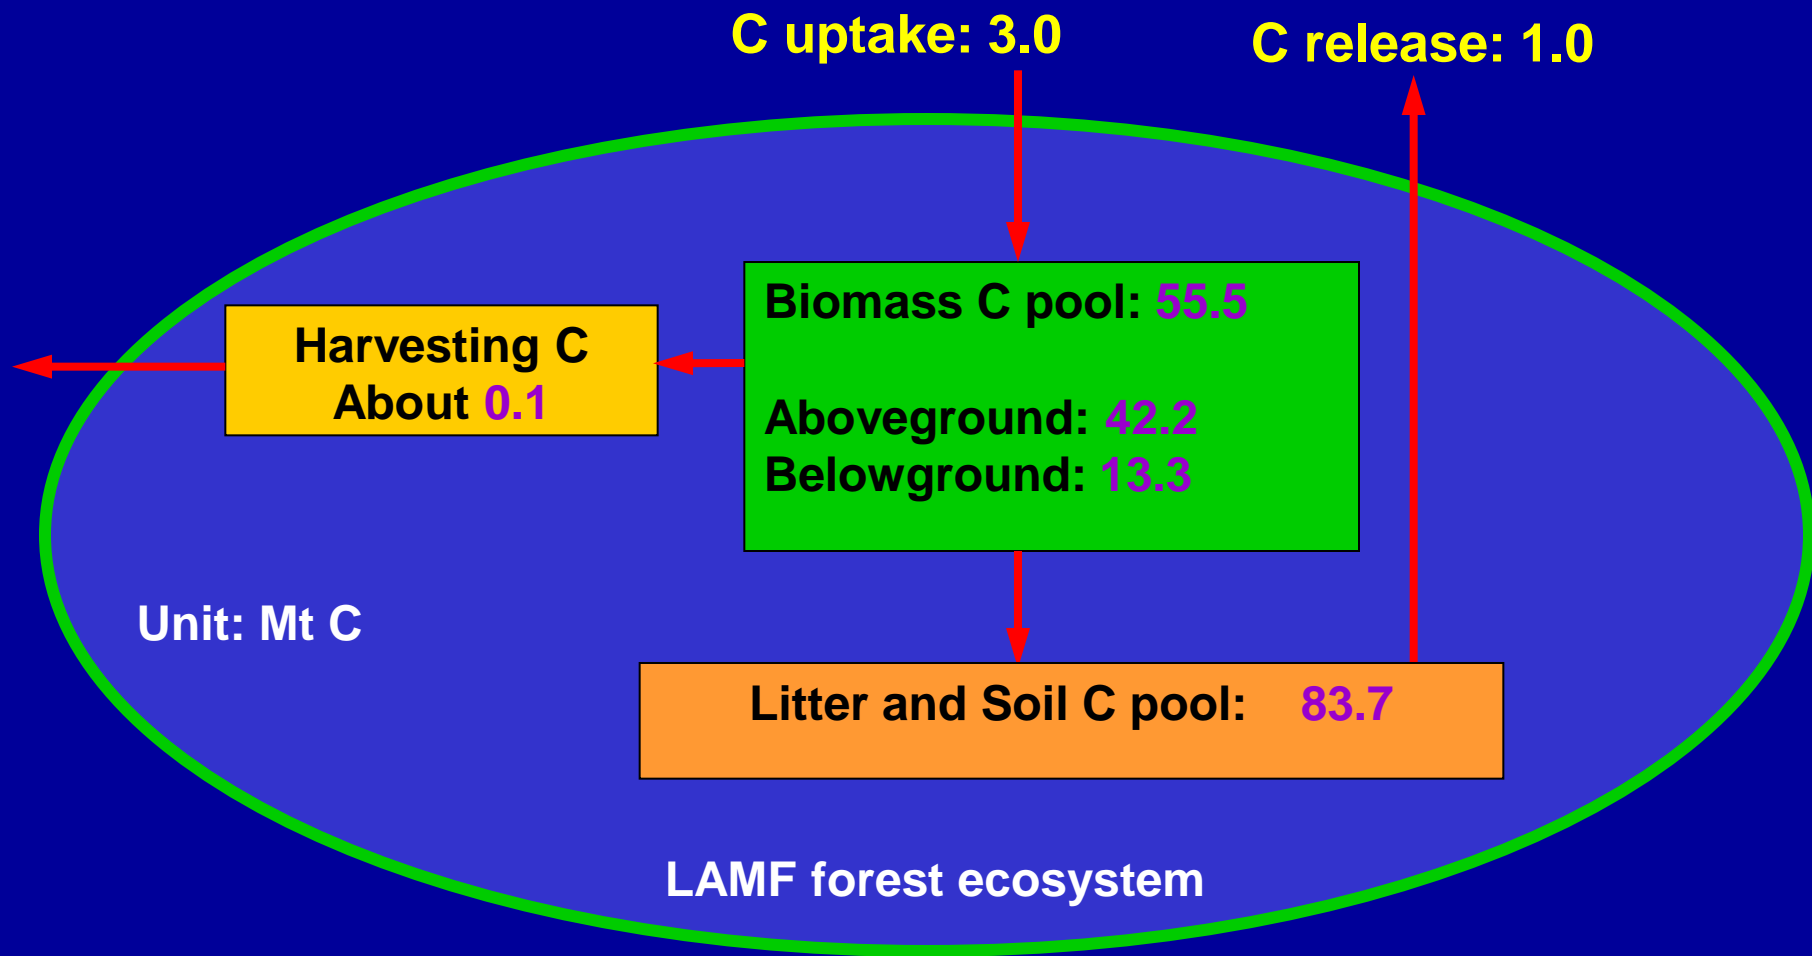 C uptake: 3.0
C release: 1.0
Harvesting C
About 0.1
Biomass C pool: 55.5
Aboveground: 42.2
Belowground: 13.3
Unit: Mt C
Litter and Soil C pool: 83.7
LAMF forest ecosystem